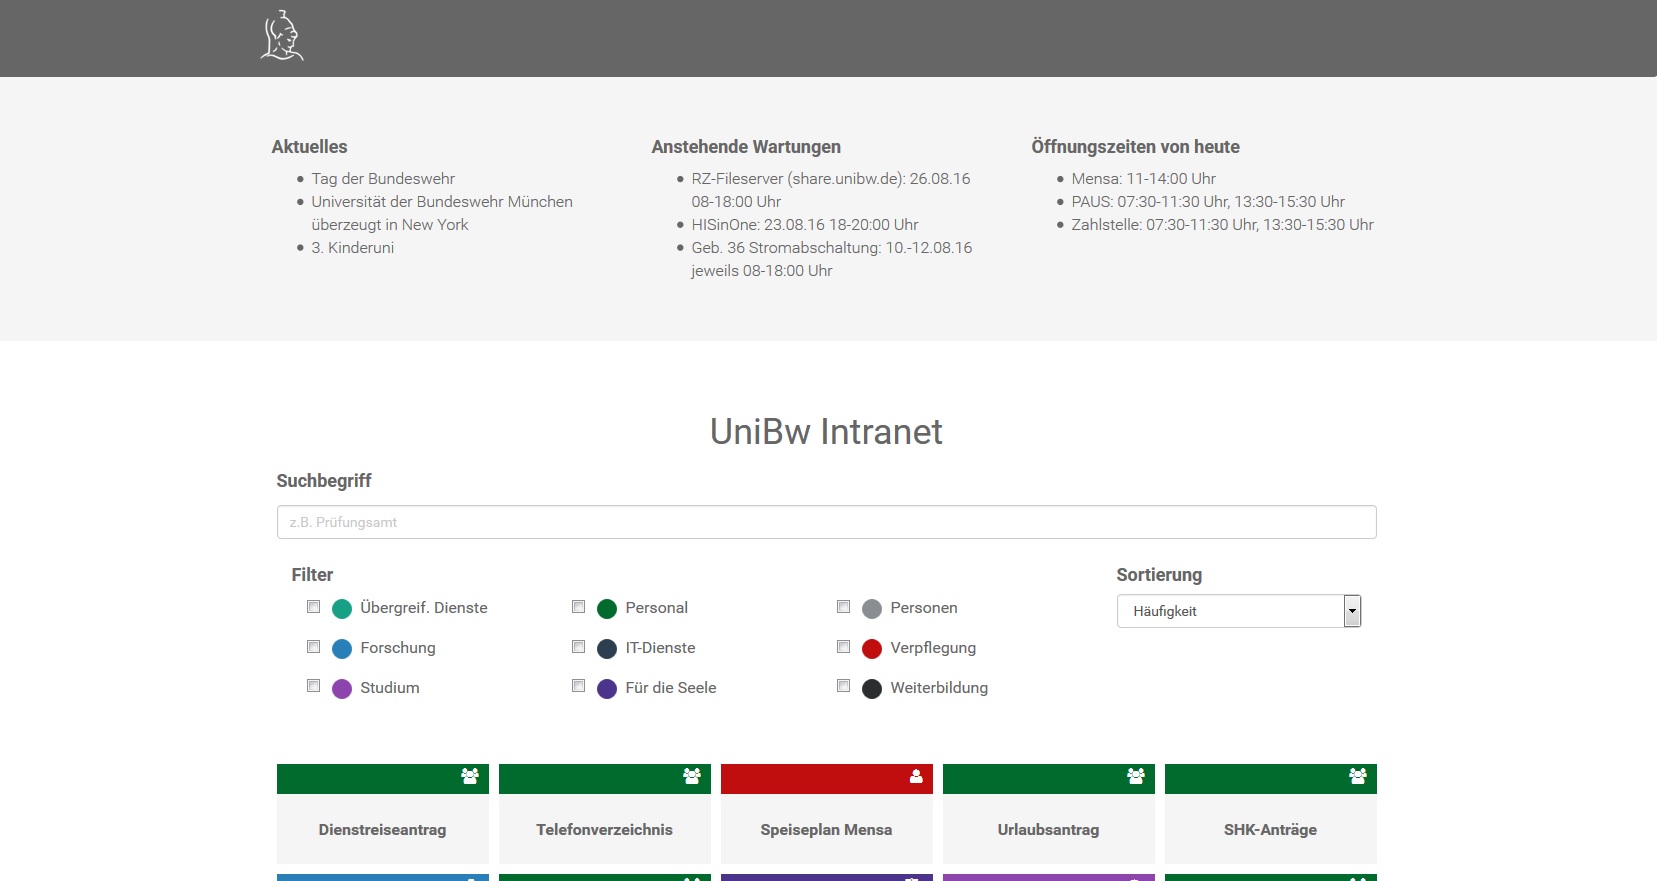 Aktuelles
Tag der Bundeswehr
Universität der Bundeswehr München
überzeugt in New York
3. Kinderuni
Anstehende Wartungen
RZ-Fileserver (share.unibw.de): 26.08.16
08-18:00 Uhr
HISinOne: 23.08.16 18-20:00 Uhr
Geb. 36 Stromabschaltung: 10.-12.08.16
jeweils 08-18:00 Uhr
Öffnungszeiten von heute
Mensa: 11-14:00 Uhr
PAUS: 07:30-11:30 Uhr, 13:30-15:30 Uhr
Zahlstelle: 07:30-11:30 Uhr, 13:30-15:30 Uhr
UniBw Intranet
Suchbegriff
z.B. Prüfungsamt
Filter
Übergreif. Dienste
Personal
Personen
Forschung
IT-Dienste
Verpflegung
Studium
Für die Seele
Weiterbildung
Sortierung
Häufigkeit
Dienstreiseantrag
Telefonverzeichnis
Speiseplan Mensa
Urlaubsantrag
SHK-Anträge